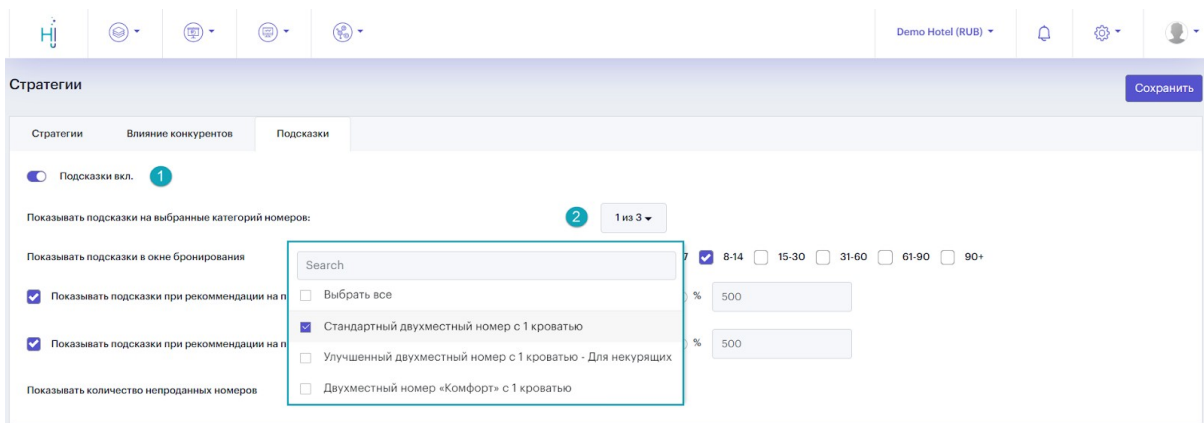 Demo Hotel (RUB)
Стратегии
Сохранить
Стратегии Влияние конкурентов Подсказки
Подсказки вкл. 1
Показывать подсказки на выбранные категорий номеров: 2 1 из 3
Показывать подсказки в окне бронирования 7 8-14 15-30 31-60 61-90 90+
Search
Показывать подсказки при рекомендации на п % 500
Выбрать все
Стандартный двухместный номер с 1 кроватью
Показывать подсказки при рекомендации на п % 500
Улучшенный двухместный номер с 1 кроватью - Для некурящих
Показывать количество непроданных номеров
Двухместный номер «Комфорт» с 1 кроватью